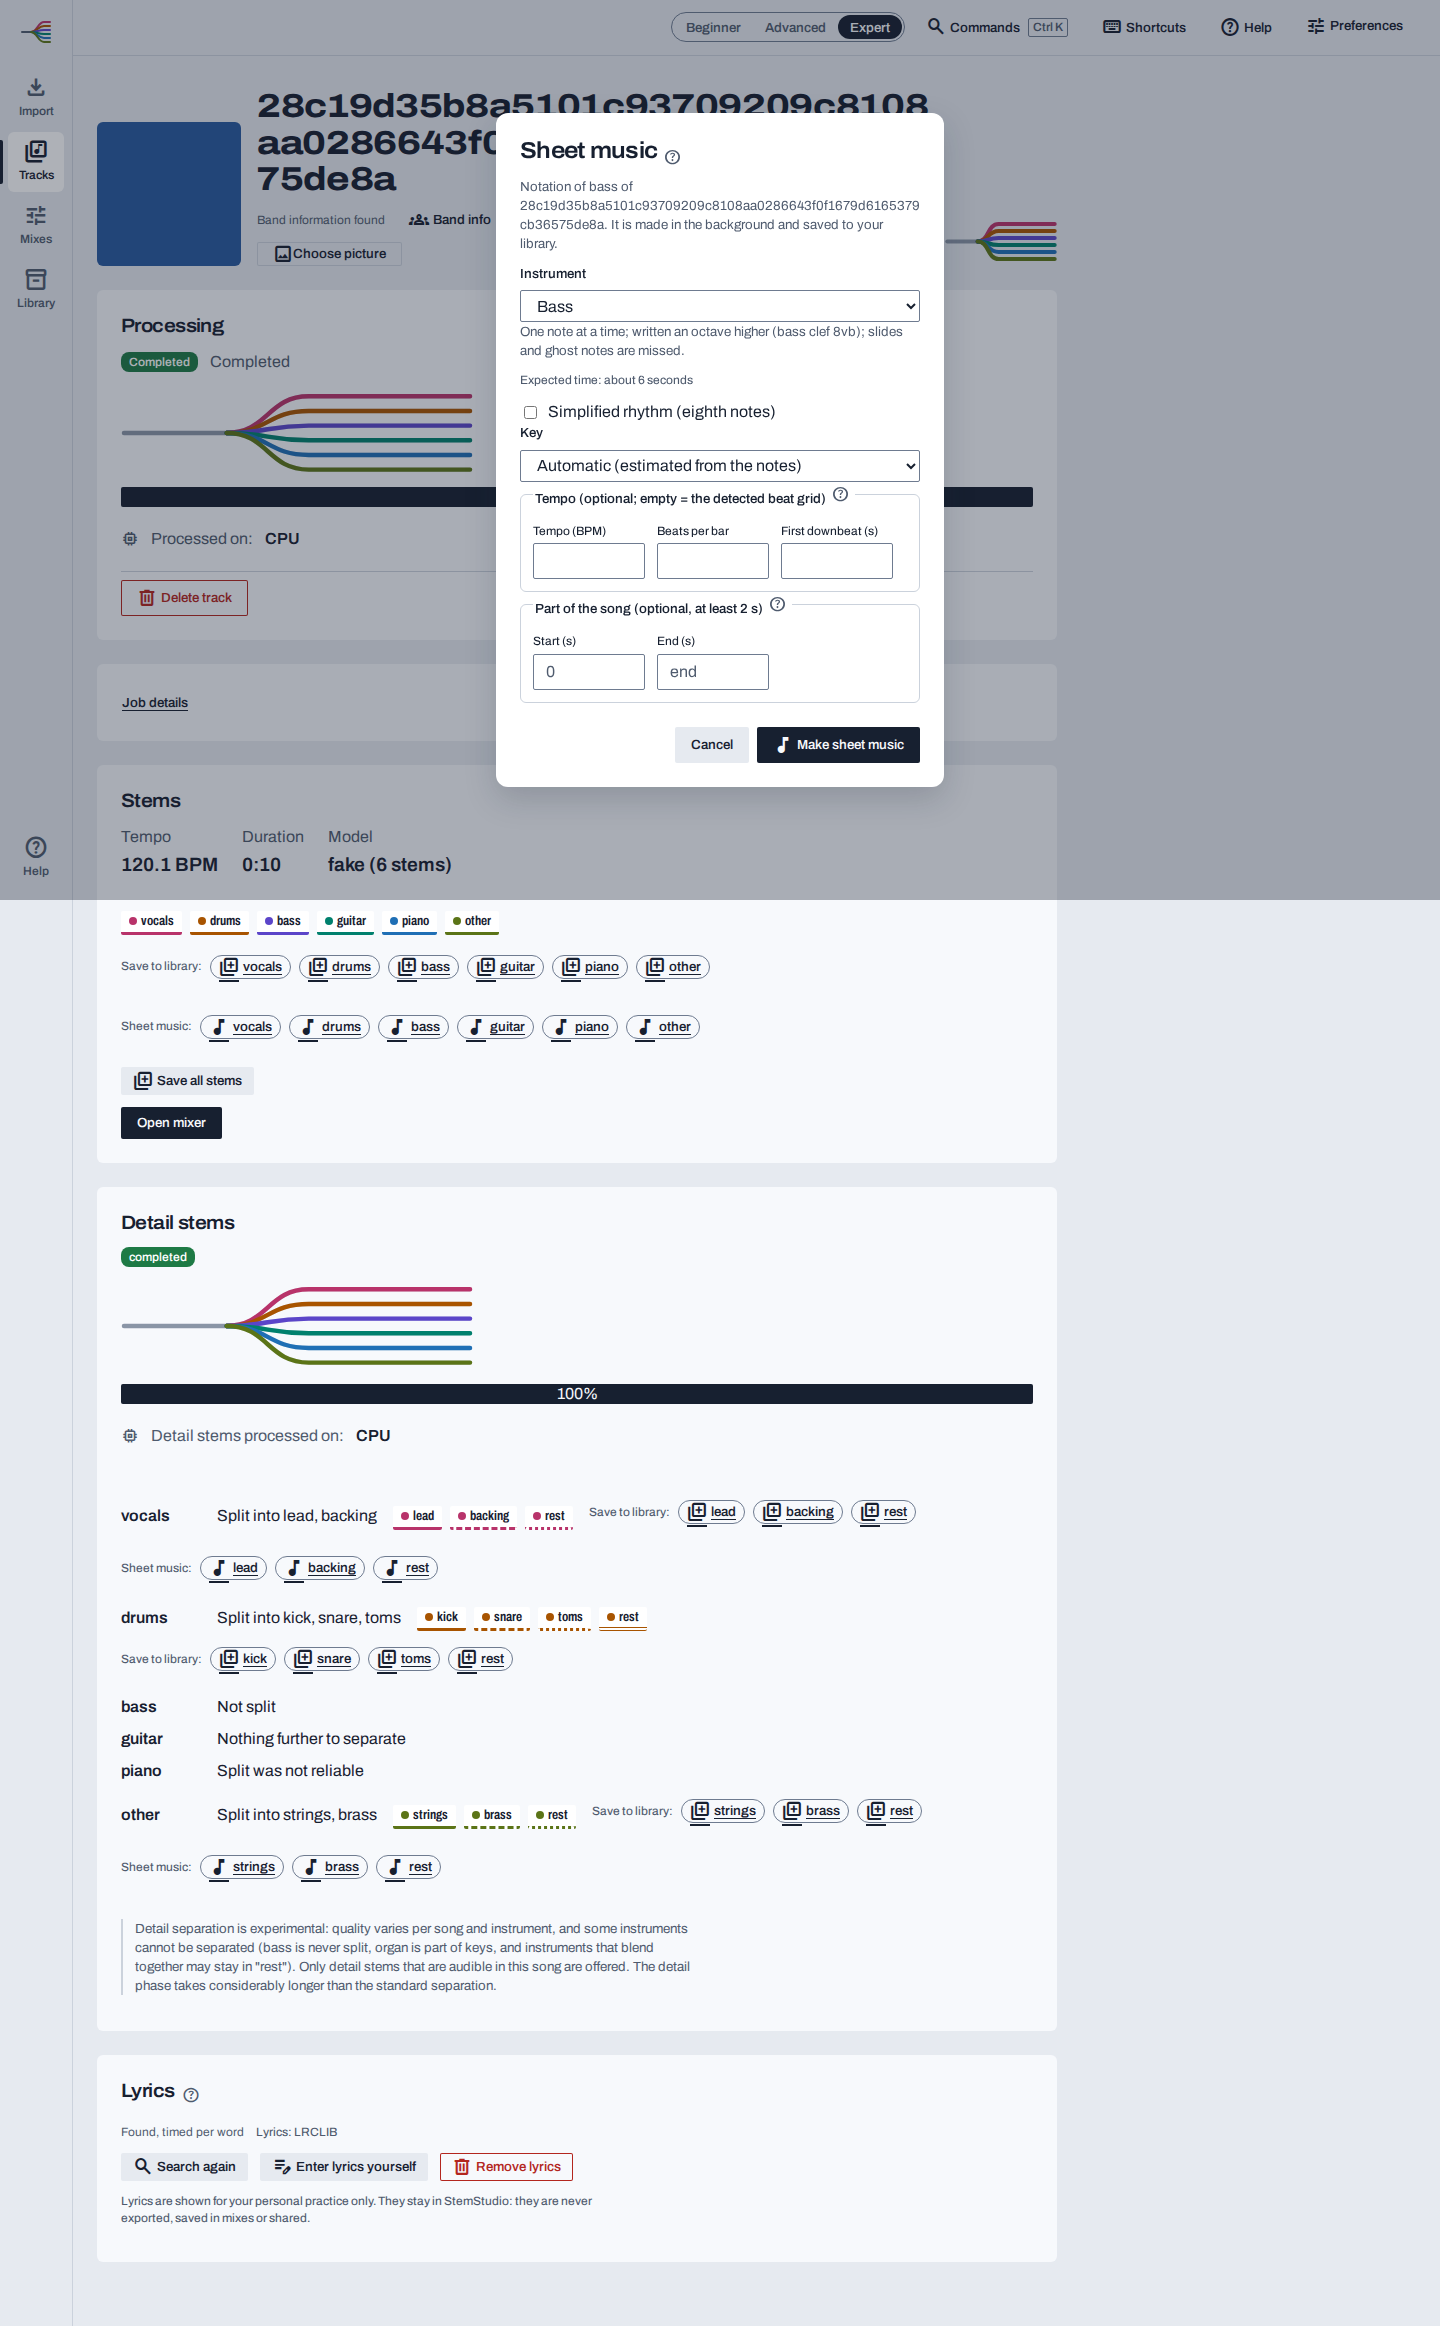 Beginner Advanced Expert Commands Ctrl K Shortcuts Help Preferences
Import
Tracks
Mixes
Library
Help
28c19d35b8a5101c93709209c8108
aa0286643f0
75de8a
Band information found Band info
Choose picture
Processing
Completed Completed
Processed on: CPU
Delete track
Job details
Sheet music
Notation of bass of
28c19d35b8a5101c93709209c8108aa0286643f0f1679d6165379
cb36575de8a. It is made in the background and saved to your
library.
Instrument
Bass
One note at a time; written an octave higher (bass clef 8vb); slides
and ghost notes are missed.
Expected time: about 6 seconds
Simplified rhythm (eighth notes)
Key
Automatic (estimated from the notes)
Tempo (optional; empty = the detected beat grid)
Tempo (BPM) Beats per bar First downbeat (s)
Part of the song (optional, at least 2 s)
Start (s) End (s)
0 end
Cancel Make sheet music
Stems
Tempo Duration Model
120.1 BPM 0:10 fake (6 stems)
vocals drums bass guitar piano other
Save to library: vocals drums bass guitar piano other
Sheet music: vocals drums bass guitar piano other
Save all stems
Open mixer
Detail stems
completed
100%
Detail stems processed on: CPU
vocals Split into lead, backing lead backing rest Save to library: lead backing rest
Sheet music: lead backing rest
drums Split into kick, snare, toms kick snare toms rest
Save to library: kick snare toms rest
bass Not split
guitar Nothing further to separate
piano Split was not reliable
other Split into strings, brass strings brass rest Save to library: strings brass rest
Sheet music: strings brass rest
Detail separation is experimental: quality varies per song and instrument, and some instruments
cannot be separated (bass is never split, organ is part of keys, and instruments that blend
together may stay in "rest"). Only detail stems that are audible in this song are offered. The detail
phase takes considerably longer than the standard separation.
Lyrics
Found, timed per word Lyrics: LRCLIB
Search again Enter lyrics yourself Remove lyrics
Lyrics are shown for your personal practice only. They stay in StemStudio: they are never
exported, saved in mixes or shared.